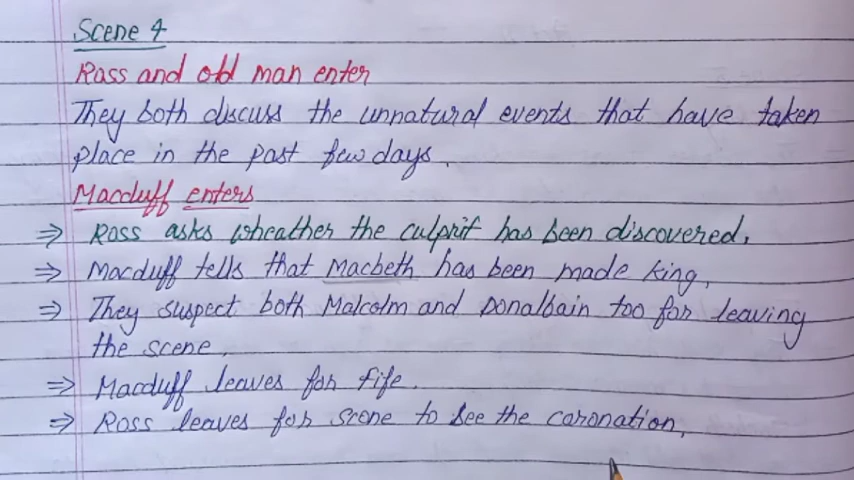 Scene 4
Ross and old man enter
They both discuss the unnatural events that have taken
place in the past few days.
Macduff enters
⇒ Ross asks wheather the culprit has been discovered.
⇒ Macduff tells that Macbeth has been made king.
⇒ They suspect both Malcolm and Donalbain too for leaving
the scene.
⇒ Macduff leaves for fife.
⇒ Ross leaves for scone to see the coronation.